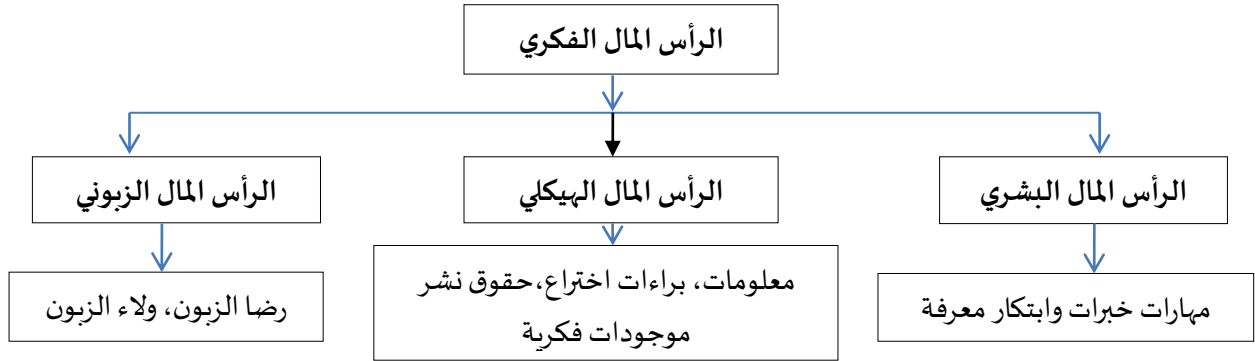 الرأس المال الفكري
الرأس المال البشري
الرأس المال الهيكلي
الرأس المال الزبوني
مهارات خبرات وابتكار معرفة
معلومات، براءات اختراع،حقوق نشر
موجودات فكرية
رضا الزبون، ولاء الزبون